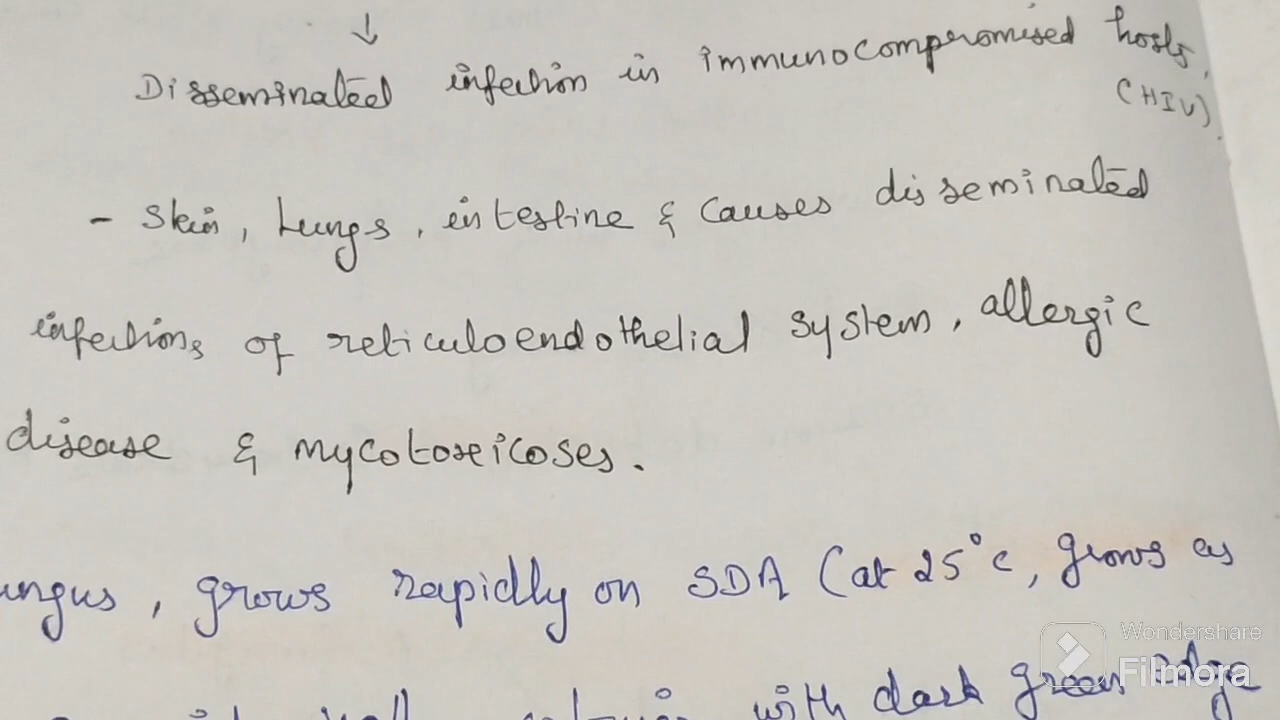 ↓
Disseminated infection in immunocompromised hosts,
(HIV).
- Skin, Lungs, intestine & causes disseminated
infections of reticuloendothelial system, allergic
disease & mycotoxicoses.
ungus, grows rapidly on SDA (at 25°c, grows as
with dark green edge
Wondershare
Filmora